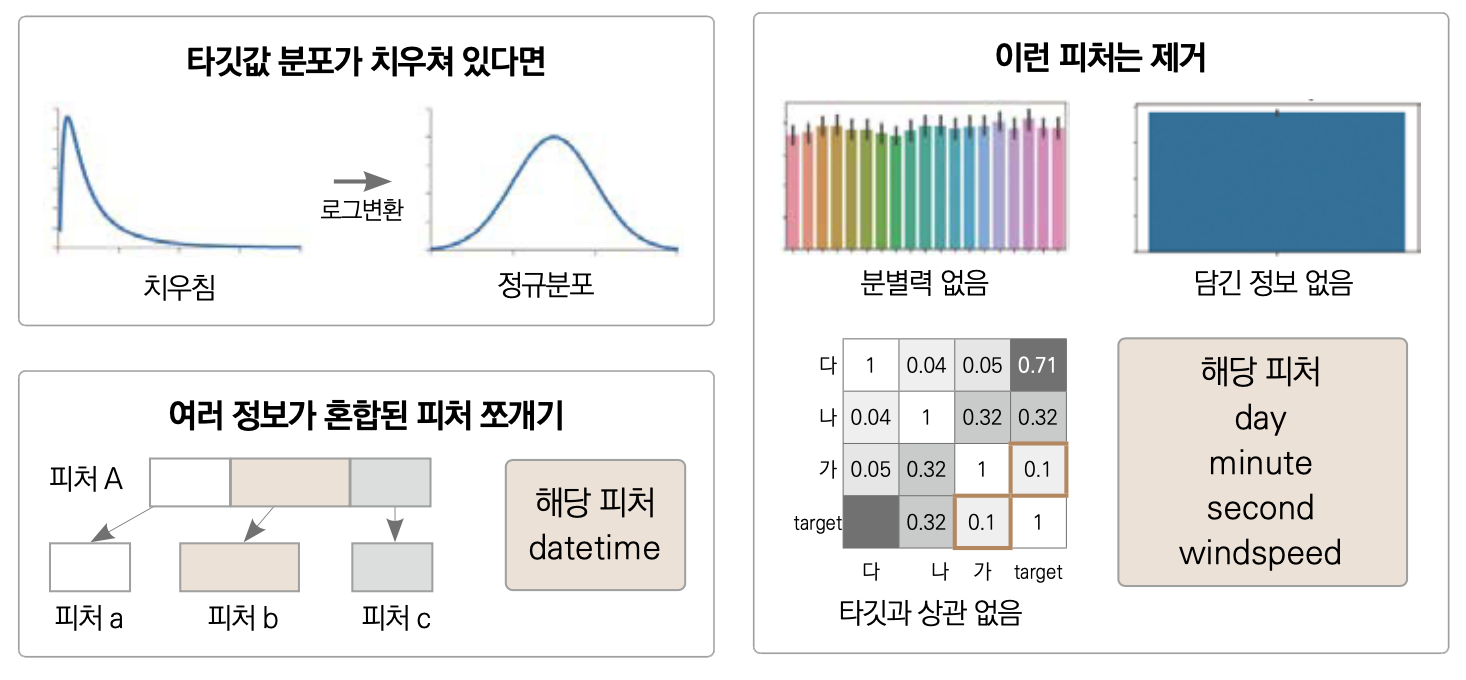 타깃값 분포가 치우쳐 있다면
로그변환
치우침
정규분포
여러 정보가 혼합된 피처 쪼개기
피처 A
피처 a
피처 b
피처 c
해당 피처
datetime
이런 피처는 제거
분별력 없음
담긴 정보 없음
다 1 0.04 0.05 0.71
나 0.04 1 0.32 0.32
가 0.05 0.32 1 0.1
target 0.32 0.1 1
다 나 가 target
타깃과 상관 없음
해당 피처
day
minute
second
windspeed